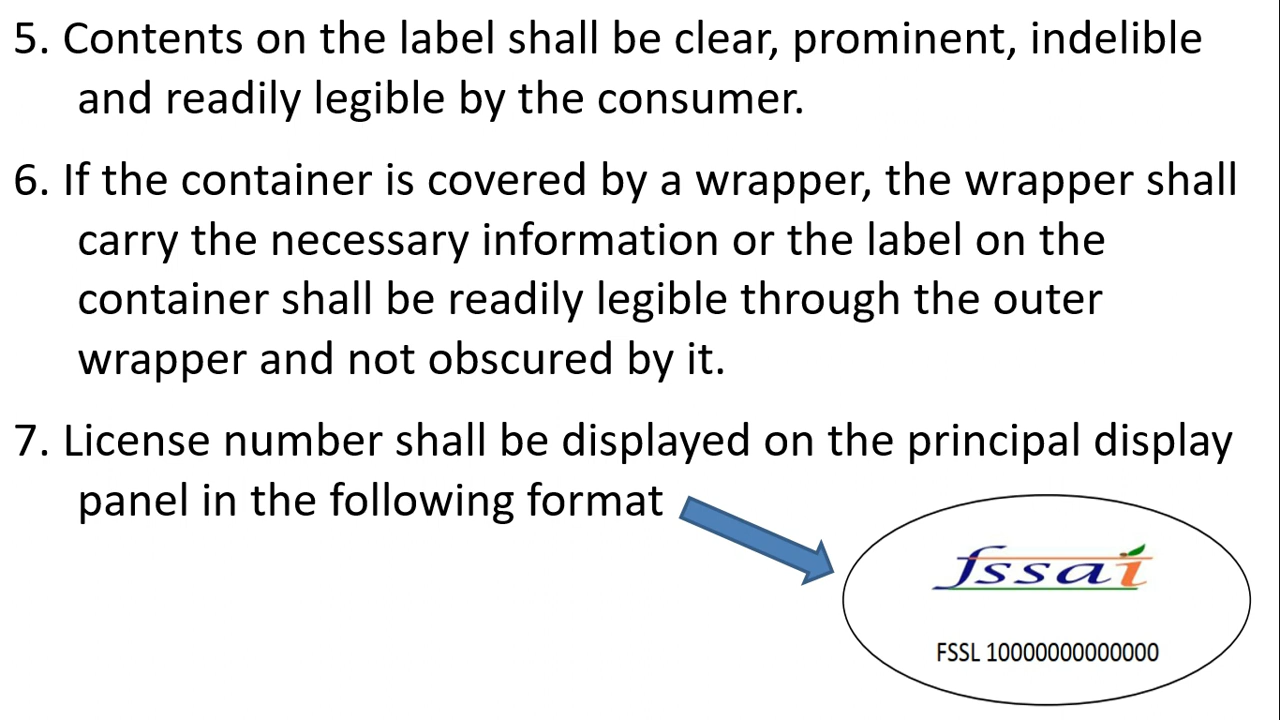 5. Contents on the label shall be clear, prominent, indelible
and readily legible by the consumer.
6. If the container is covered by a wrapper, the wrapper shall
carry the necessary information or the label on the
container shall be readily legible through the outer
wrapper and not obscured by it.
7. License number shall be displayed on the principal display
panel in the following format
fssai
FSSL 10000000000000